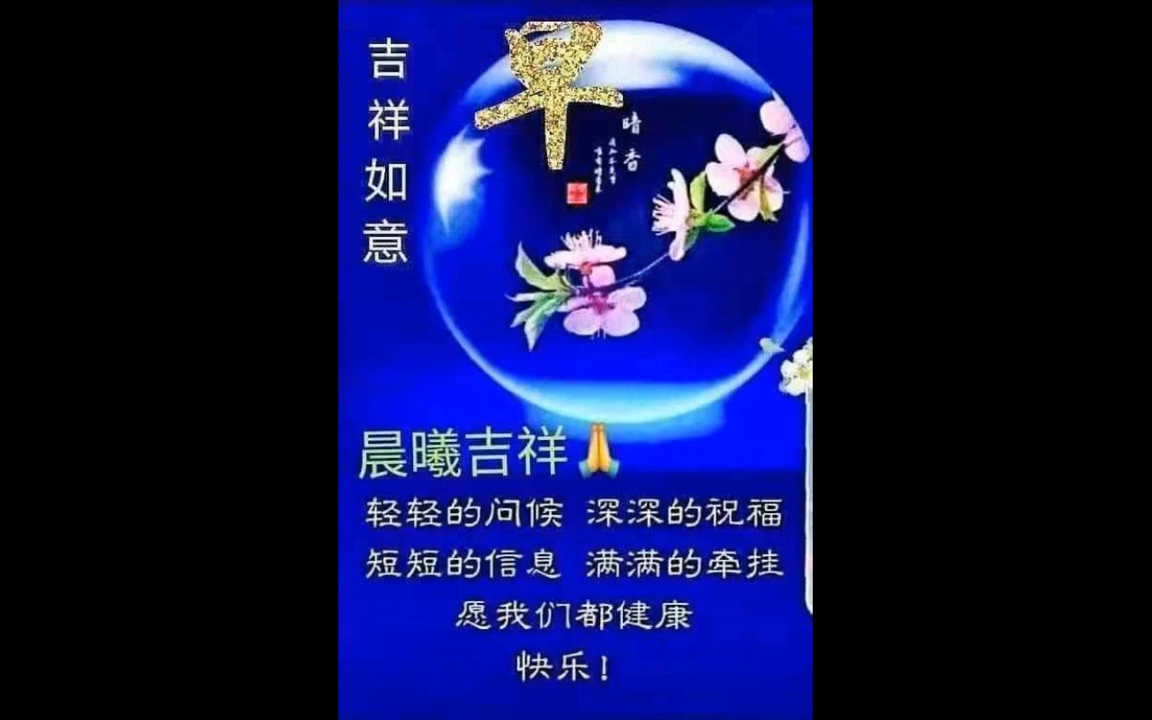 吉祥如意
早
暗香
晨曦吉祥🙏
轻轻的问候 深深的祝福
短短的信息 满满的牵挂
愿我们都健康
快乐！